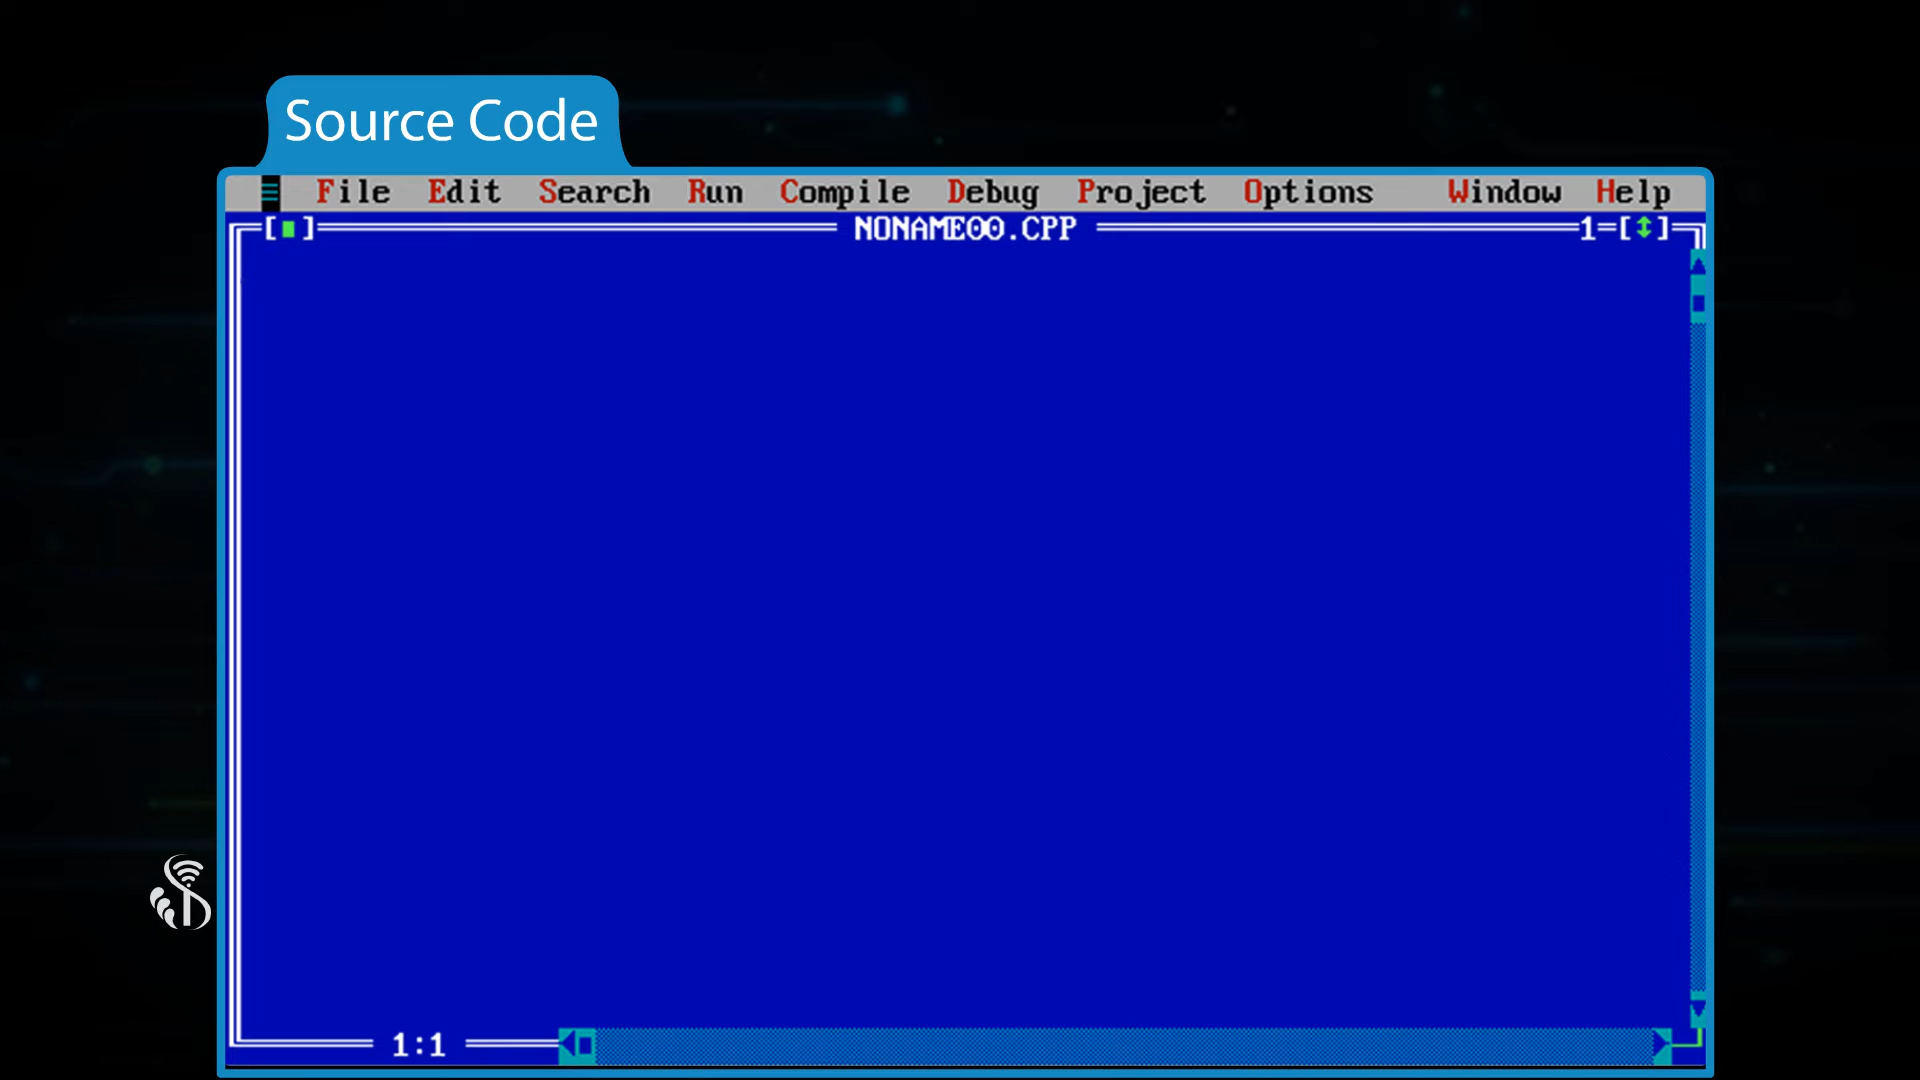 Source Code
≡ File Edit Search Run Compile Debug Project Options Window Help
[■] NONAME00.CPP 1=[↕]
1:1